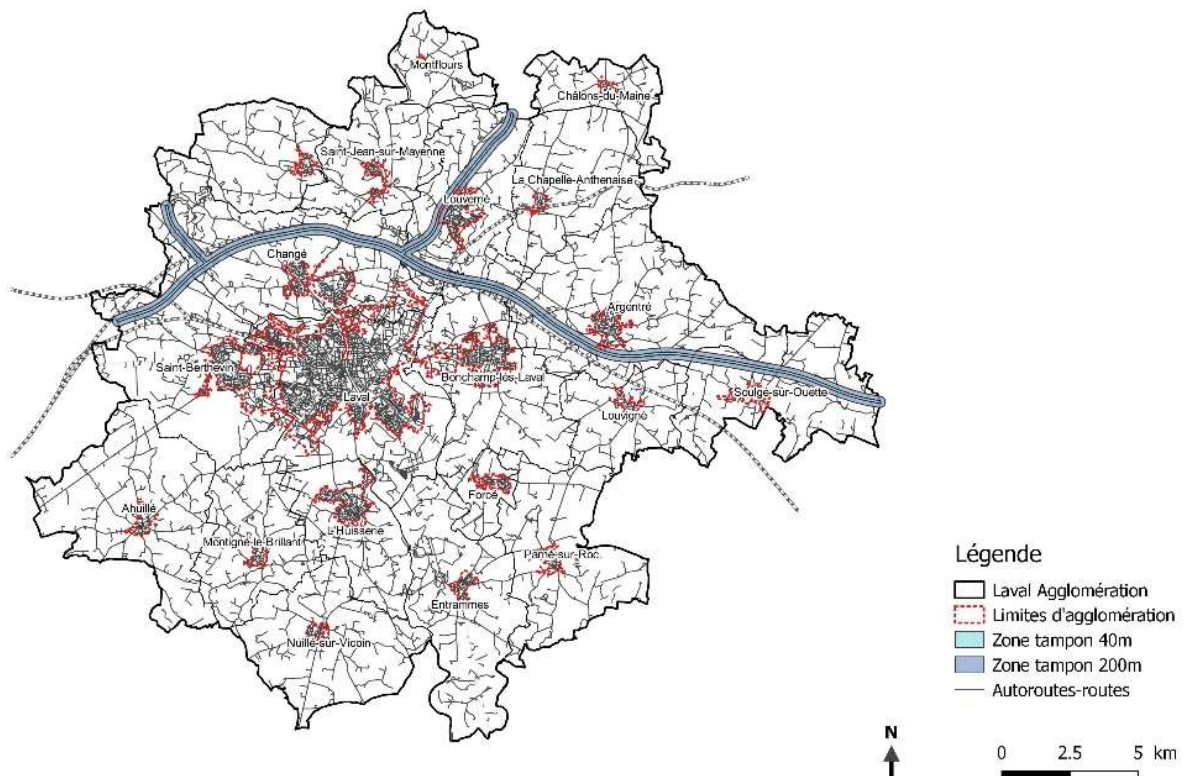 Montflours
Châlons-du-Maine
Saint-Jean-sur-Mayenne
La Chapelle-Anthenaise
Louverné
Changé
Argentré
Saint-Berthevin
Bonchamp-lès-Laval
Laval
Soulgé-sur-Ouette
Louvigné
Forcé
Ahuillé
L'Huisserie
Montigné-le-Brillant
Parné-sur-Roc.
Entrammes
Nuillé-sur-Vicoin
Légende
Laval Agglomération
Limites d'agglomération
Zone tampon 40m
Zone tampon 200m
Autoroutes-routes
N
0 2.5 5 km